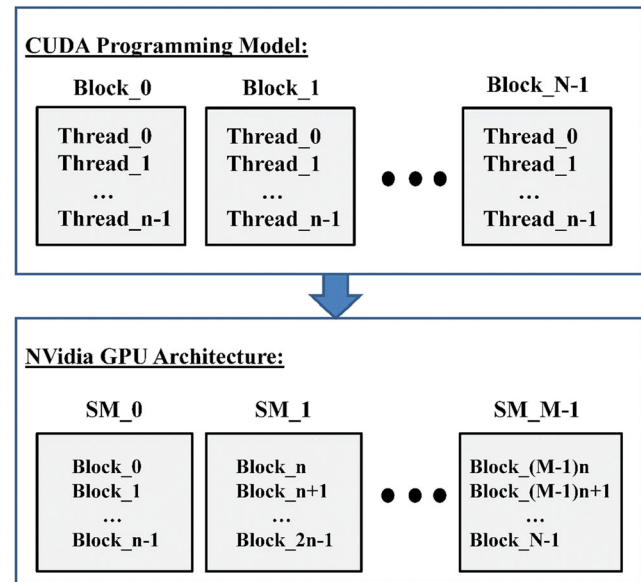 CUDA Programming Model:
Block_0 Block_1 Block_N-1
Thread_0 Thread_0 Thread_0
Thread_1 Thread_1 Thread_1
... ... ...
Thread_n-1 Thread_n-1 Thread_n-1
NVidia GPU Architecture:
SM_0 SM_1 SM_M-1
Block_0 Block_n Block_(M-1)n
Block_1 Block_n+1 Block_(M-1)n+1
... ... ...
Block_n-1 Block_2n-1 Block_N-1